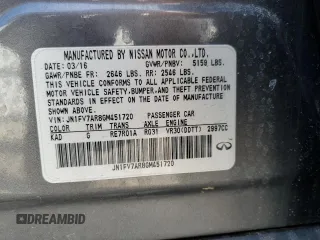 MANUFACTURED BY NISSAN MOTOR CO.,LTD.
DATE: 03/16 GVWR/PNBV: 5159 LBS.
GAWR/PNBE FR: 2646 LBS. RR: 2546 LBS.
THIS VEHICLE CONFORMS TO ALL APPLICABLE FEDERAL
MOTOR VEHICLE SAFETY, BUMPER, AND THEFT PREVENTION
STANDARDS IN EFFECT ON THE DATE OF MANUFACTURE
SHOWN ABOVE.
VIN: JN1FV7AR8GM451720 PASSENGER CAR
COLOR TRIM TRANS AXLE ENGINE
KAD G RE7R01A R031 VR30(DDTT) 2997CC
JN1FV7AR8GM451720
DREAMBID
DREAMBID.COM